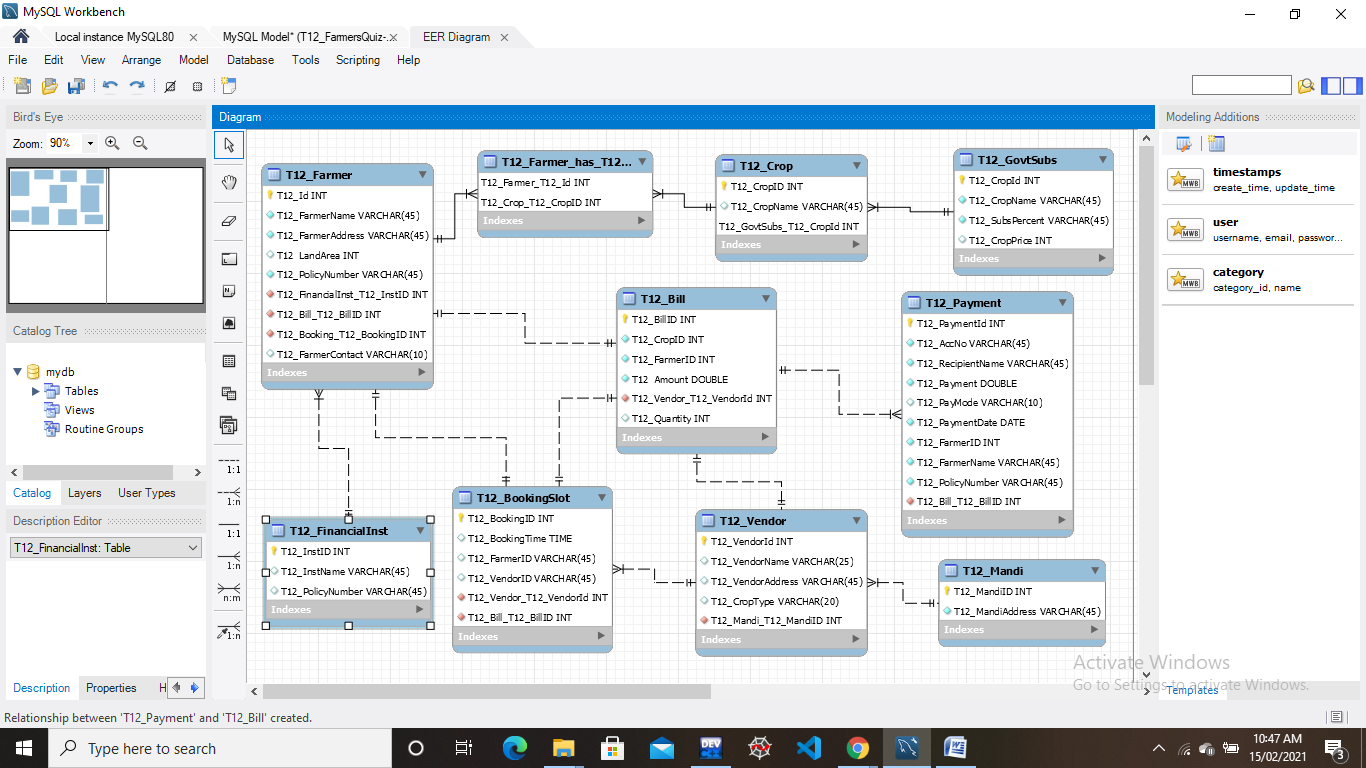 MySQL Workbench
Local instance MySQL80 MySQL Model* (T12_FarmersQuiz-.. EER Diagram
File Edit View Arrange Model Database Tools Scripting Help
Bird's Eye
Zoom: 90%
Catalog Tree
mydb
Tables
Views
Routine Groups
Catalog Layers User Types
Description Editor
T12_FinancialInst: Table
Description Properties H
Diagram
1:1
1:n
1:1
1:n
n:m
1:n
T12_Farmer
T12_Id INT
T12_FarmerName VARCHAR(45)
T12_FarmerAddress VARCHAR(45)
T12_LandArea INT
T12_PolicyNumber VARCHAR(45)
T12_FinancialInst_T12_InstID INT
T12_Bill_T12_BillID INT
T12_Booking_T12_BookingID INT
T12_FarmerContact VARCHAR(10)
Indexes
T12_Farmer_has_T12...
T12_Farmer_T12_Id INT
T12_Crop_T12_CropID INT
Indexes
T12_Crop
T12_CropID INT
T12_CropName VARCHAR(45)
T12_GovtSubs_T12_CropId INT
Indexes
T12_GovtSubs
T12_CropId INT
T12_CropName VARCHAR(45)
T12_SubsPercent VARCHAR(45)
T12_CropPrice INT
Indexes
T12_Bill
T12_BillID INT
T12_CropID INT
T12_FarmerID INT
T12_Amount DOUBLE
T12_Vendor_T12_VendorId INT
T12_Quantity INT
Indexes
T12_Payment
T12_PaymentId INT
T12_AccNo VARCHAR(45)
T12_RecipientName VARCHAR(45)
T12_Payment DOUBLE
T12_PayMode VARCHAR(10)
T12_PaymentDate DATE
T12_FarmerID INT
T12_FarmerName VARCHAR(45)
T12_PolicyNumber VARCHAR(45)
T12_Bill_T12_BillID INT
Indexes
T12_FinancialInst
T12_InstID INT
T12_InstName VARCHAR(45)
T12_PolicyNumber VARCHAR(45)
Indexes
T12_BookingSlot
T12_BookingID INT
T12_BookingTime TIME
T12_FarmerID VARCHAR(45)
T12_VendorID VARCHAR(45)
T12_Vendor_T12_VendorId INT
T12_Bill_T12_BillID INT
Indexes
T12_Vendor
T12_VendorId INT
T12_VendorName VARCHAR(25)
T12_VendorAddress VARCHAR(45)
T12_CropType VARCHAR(20)
T12_Mandi_T12_MandiID INT
Indexes
T12_Mandi
T12_MandiID INT
T12_MandiAddress VARCHAR(45)
Indexes
Modeling Additions
MWB
timestamps
create_time, update_time
MWB
user
username, email, passwor...
MWB
category
category_id, name
Activate Windows
Go to Settings to activate Windows.
Templates
Relationship between 'T12_Payment' and 'T12_Bill' created.
Type here to search
DEV
10:47 AM
15/02/2021
3